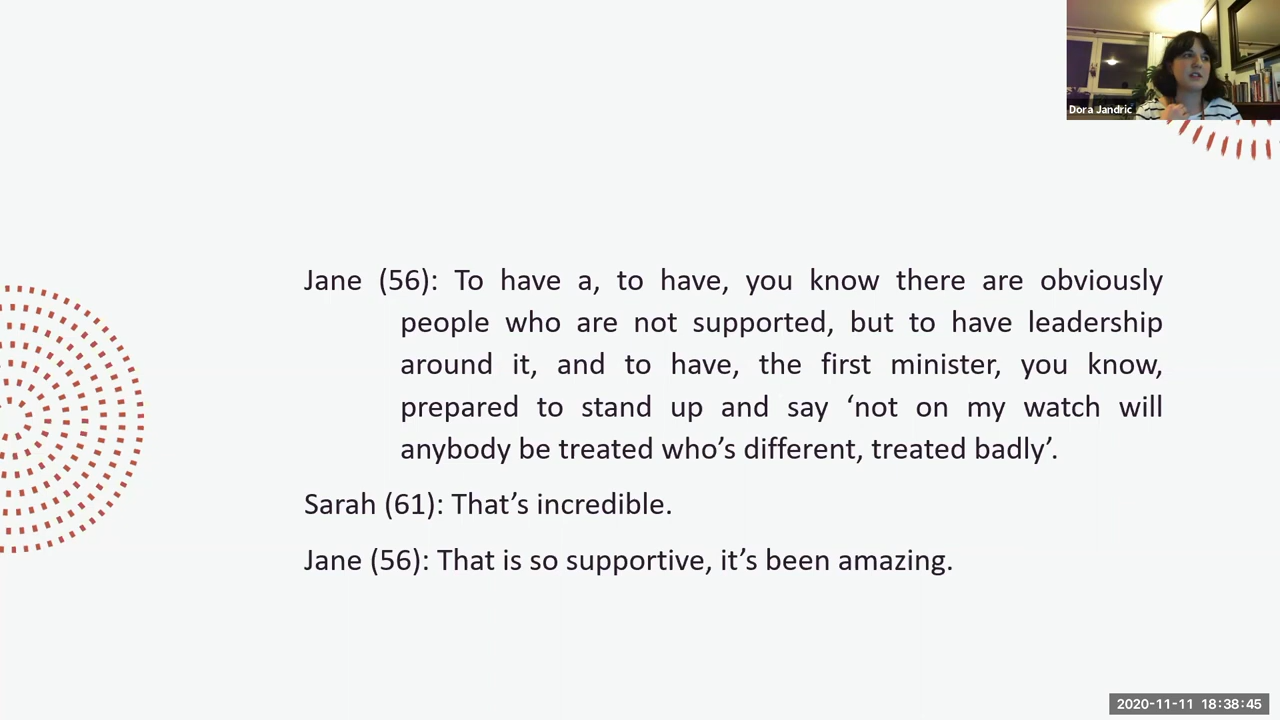 Dora Jandric
Jane (56): To have a, to have, you know there are obviously
people who are not supported, but to have leadership
around it, and to have, the first minister, you know,
prepared to stand up and say ‘not on my watch will
anybody be treated who’s different, treated badly’.
Sarah (61): That’s incredible.
Jane (56): That is so supportive, it’s been amazing.
2020-11-11 18:38:45